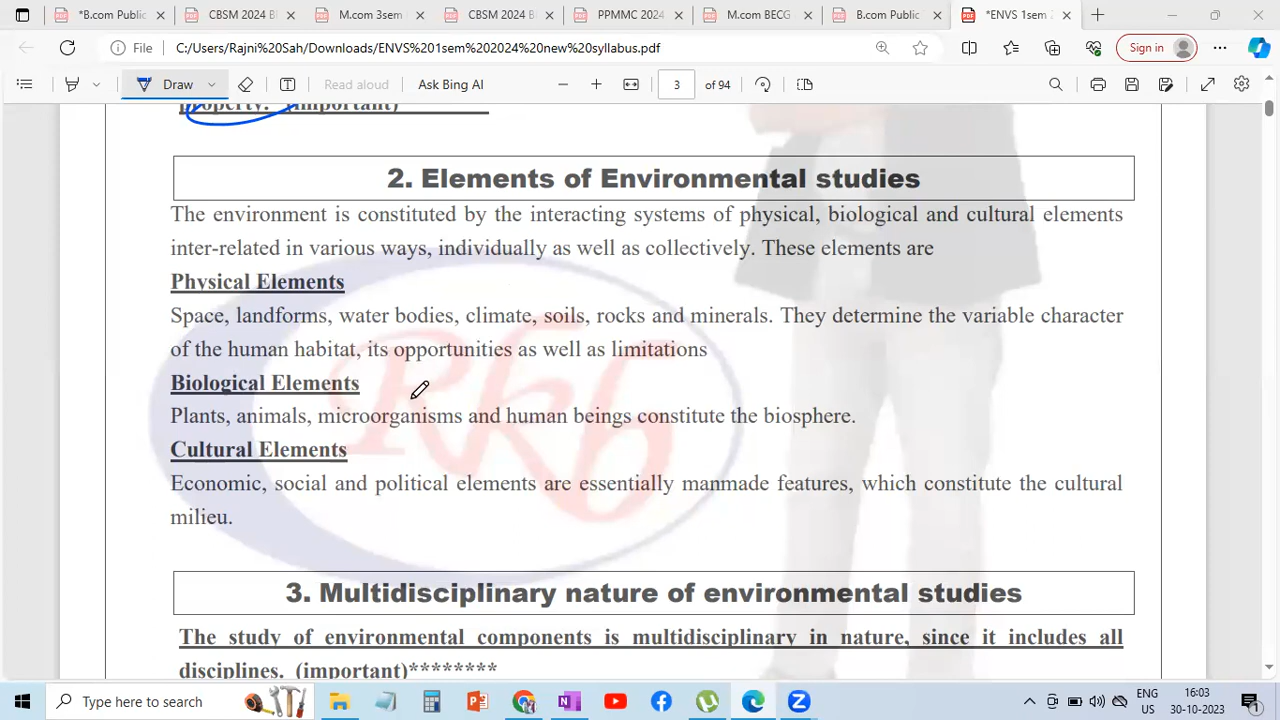 *B.com Public
CBSM 2024
M.com 3sem
CBSM 2024 B
PPMMC 2024
M.com BECG
B.com Public
*ENVS 1sem
File
C:/Users/Rajni%20Sah/Downloads/ENVS%201sem%202024%20new%20syllabus.pdf
Sign in
Draw
Read aloud
Ask Bing AI
3
of 94
property. (important)
2. Elements of Environmental studies
The environment is constituted by the interacting systems of physical, biological and cultural elements
inter-related in various ways, individually as well as collectively. These elements are
Physical Elements
Space, landforms, water bodies, climate, soils, rocks and minerals. They determine the variable character
of the human habitat, its opportunities as well as limitations
Biological Elements
Plants, animals, microorganisms and human beings constitute the biosphere.
Cultural Elements
Economic, social and political elements are essentially manmade features, which constitute the cultural
milieu.
Rkb
3. Multidisciplinary nature of environmental studies
The study of environmental components is multidisciplinary in nature, since it includes all
disciplines. (important)********
Type here to search
ENG
US
16:03
30-10-2023
1